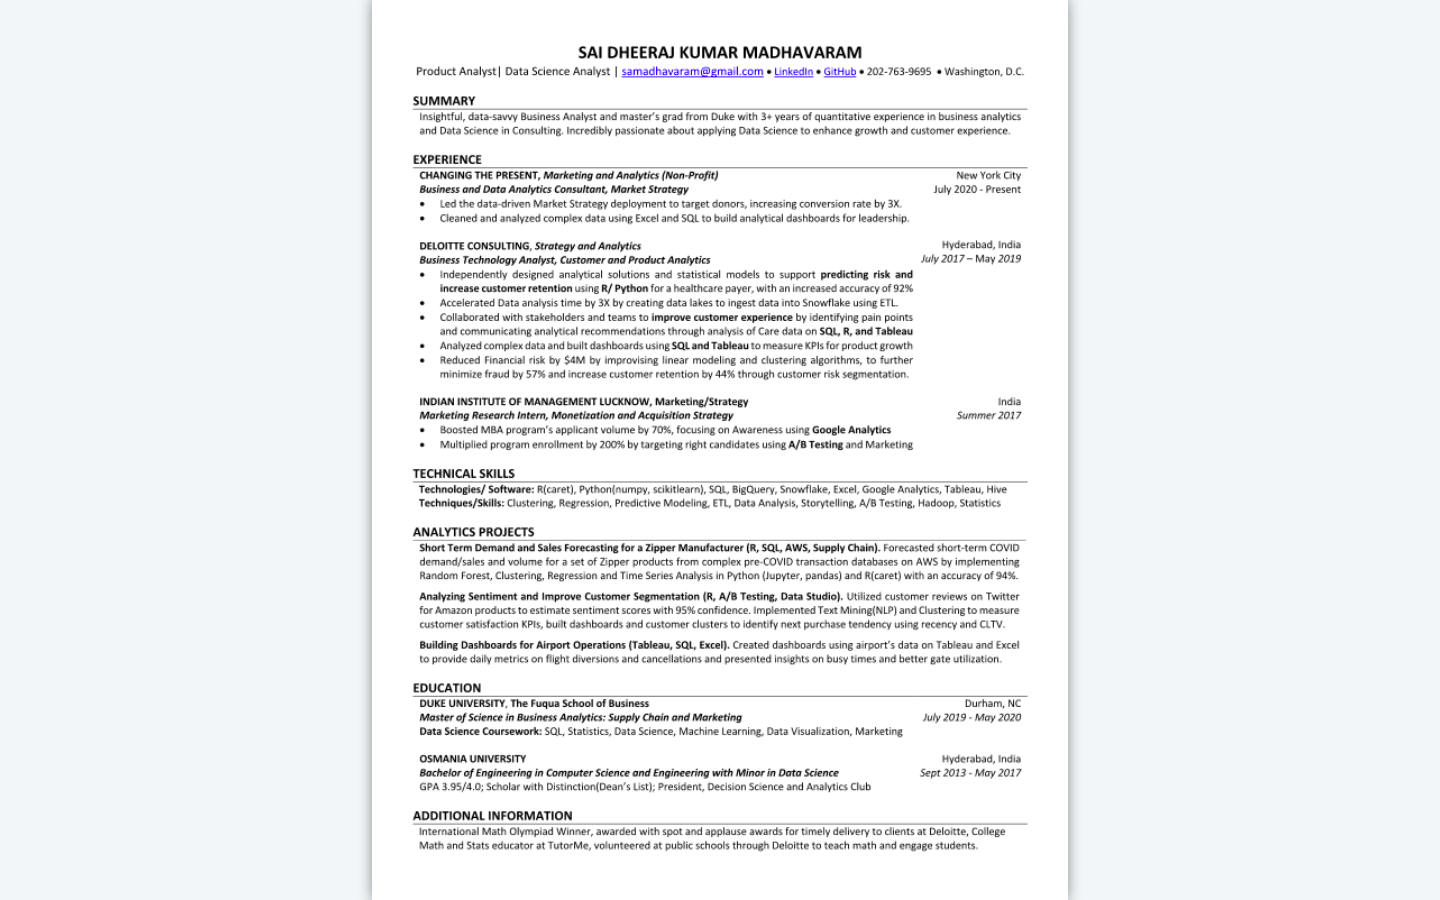 SAI DHEERAJ KUMAR MADHAVARAM
Product Analyst| Data Science Analyst | samadhavaram@gmail.com • LinkedIn • GitHub • 202-763-9695 • Washington, D.C.
SUMMARY
Insightful, data-savvy Business Analyst and master's grad from Duke with 3+ years of quantitative experience in business analytics
and Data Science in Consulting. Incredibly passionate about applying Data Science to enhance growth and customer experience.
EXPERIENCE
CHANGING THE PRESENT, Marketing and Analytics (Non-Profit) New York City
Business and Data Analytics Consultant, Market Strategy July 2020 - Present
• Led the data-driven Market Strategy deployment to target donors, increasing conversion rate by 3X.
• Cleaned and analyzed complex data using Excel and SQL to build analytical dashboards for leadership.
DELOITTE CONSULTING, Strategy and Analytics Hyderabad, India
Business Technology Analyst, Customer and Product Analytics July 2017 – May 2019
• Independently designed analytical solutions and statistical models to support predicting risk and
increase customer retention using R/ Python for a healthcare payer, with an increased accuracy of 92%
• Accelerated Data analysis time by 3X by creating data lakes to ingest data into Snowflake using ETL.
• Collaborated with stakeholders and teams to improve customer experience by identifying pain points
and communicating analytical recommendations through analysis of Care data on SQL, R, and Tableau
• Analyzed complex data and built dashboards using SQL and Tableau to measure KPIs for product growth
• Reduced Financial risk by $4M by improvising linear modeling and clustering algorithms, to further
minimize fraud by 57% and increase customer retention by 44% through customer risk segmentation.
INDIAN INSTITUTE OF MANAGEMENT LUCKNOW, Marketing/Strategy India
Marketing Research Intern, Monetization and Acquisition Strategy Summer 2017
• Boosted MBA program's applicant volume by 70%, focusing on Awareness using Google Analytics
• Multiplied program enrollment by 200% by targeting right candidates using A/B Testing and Marketing
TECHNICAL SKILLS
Technologies/ Software: R(caret), Python(numpy, scikitlearn), SQL, BigQuery, Snowflake, Excel, Google Analytics, Tableau, Hive
Techniques/Skills: Clustering, Regression, Predictive Modeling, ETL, Data Analysis, Storytelling, A/B Testing, Hadoop, Statistics
ANALYTICS PROJECTS
Short Term Demand and Sales Forecasting for a Zipper Manufacturer (R, SQL, AWS, Supply Chain). Forecasted short-term COVID
demand/sales and volume for a set of Zipper products from complex pre-COVID transaction databases on AWS by implementing
Random Forest, Clustering, Regression and Time Series Analysis in Python (Jupyter, pandas) and R(caret) with an accuracy of 94%.
Analyzing Sentiment and Improve Customer Segmentation (R, A/B Testing, Data Studio). Utilized customer reviews on Twitter
for Amazon products to estimate sentiment scores with 95% confidence. Implemented Text Mining(NLP) and Clustering to measure
customer satisfaction KPIs, built dashboards and customer clusters to identify next purchase tendency using recency and CLTV.
Building Dashboards for Airport Operations (Tableau, SQL, Excel). Created dashboards using airport's data on Tableau and Excel
to provide daily metrics on flight diversions and cancellations and presented insights on busy times and better gate utilization.
EDUCATION
DUKE UNIVERSITY, The Fuqua School of Business Durham, NC
Master of Science in Business Analytics: Supply Chain and Marketing July 2019 - May 2020
Data Science Coursework: SQL, Statistics, Data Science, Machine Learning, Data Visualization, Marketing
OSMANIA UNIVERSITY Hyderabad, India
Bachelor of Engineering in Computer Science and Engineering with Minor in Data Science Sept 2013 - May 2017
GPA 3.95/4.0; Scholar with Distinction(Dean's List); President, Decision Science and Analytics Club
ADDITIONAL INFORMATION
International Math Olympiad Winner, awarded with spot and applause awards for timely delivery to clients at Deloitte, College
Math and Stats educator at TutorMe, volunteered at public schools through Deloitte to teach math and engage students.